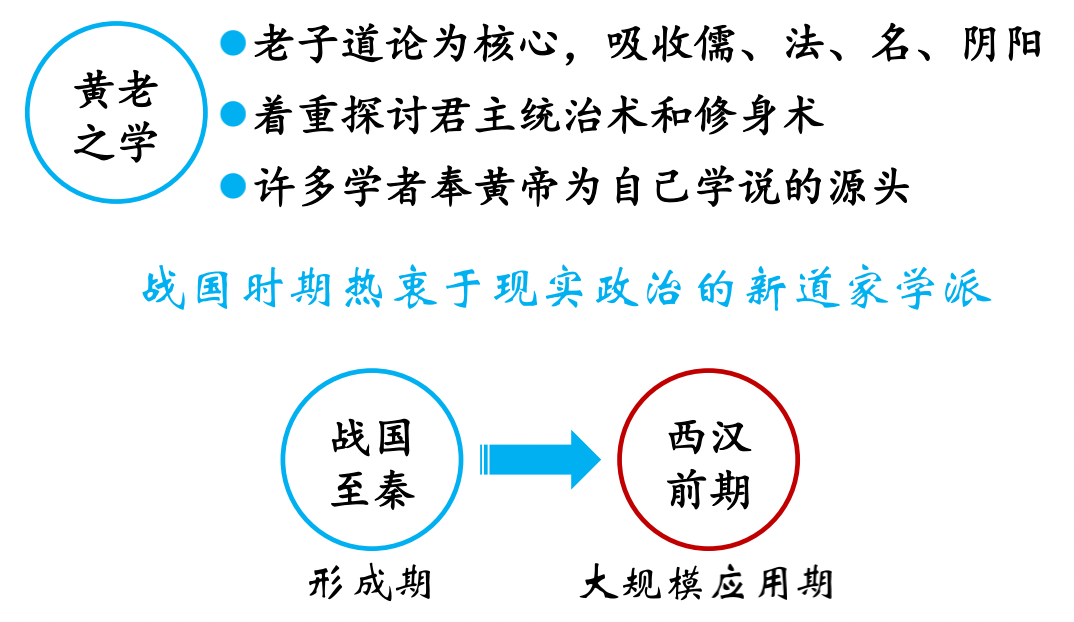 黄老
之学
老子道论为核心，吸收儒、法、名、阴阳
着重探讨君主统治术和修身术
许多学者奉黄帝为自己学说的源头
战国时期热衷于现实政治的新道家学派
战国
至秦
西汉
前期
形成期
大规模应用期